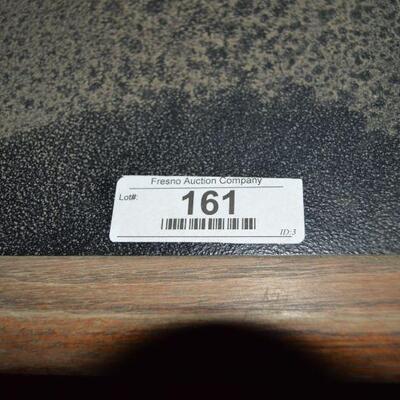 Fresno Auction Company
Lot#: 161
ID:3